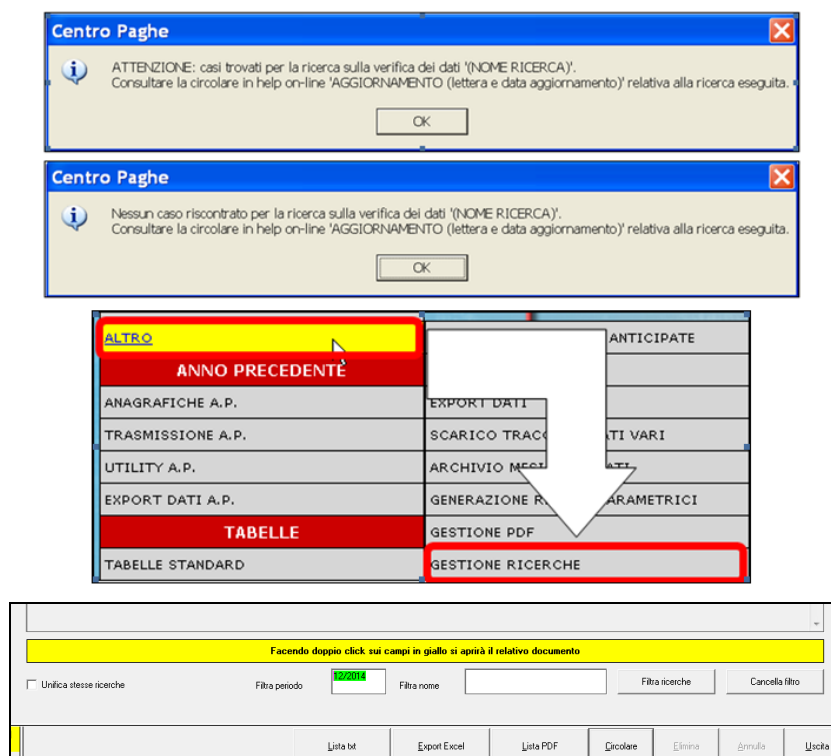 Centro Paghe
ATTENZIONE: casi trovati per la ricerca sulla verifica dei dati '(NOME RICERCA)'.
Consultare la circolare in help on-line 'AGGIORNAMENTO (lettera e data aggiornamento)' relativa alla ricerca eseguita.
OK
Centro Paghe
Nessun caso riscontrato per la ricerca sulla verifica dei dati '(NOME RICERCA)'.
Consultare la circolare in help on-line 'AGGIORNAMENTO (lettera e data aggiornamento)' relativa alla ricerca eseguita.
OK
ALTRO
ANTICIPATE
ANNO PRECEDENTE
ANAGRAFICHE A.P.
EXPORT DATI
TRASMISSIONE A.P.
SCARICO TRAC TI VARI
UTILITY A.P.
ARCHIVIO
EXPORT DATI A.P.
GENERAZIONE ARAMETRICI
TABELLE
GESTIONE PDF
TABELLE STANDARD
GESTIONE RICERCHE
Facendo doppio click sui campi in giallo si aprirà il relativo documento
Unifica stesse ricerche
Filtra periodo
12/2014
Filtra nome
Filtra ricerche
Cancella filtro
Lista txt
Export Excel
Lista PDF
Circolare
Elimina
Annulla
Uscita